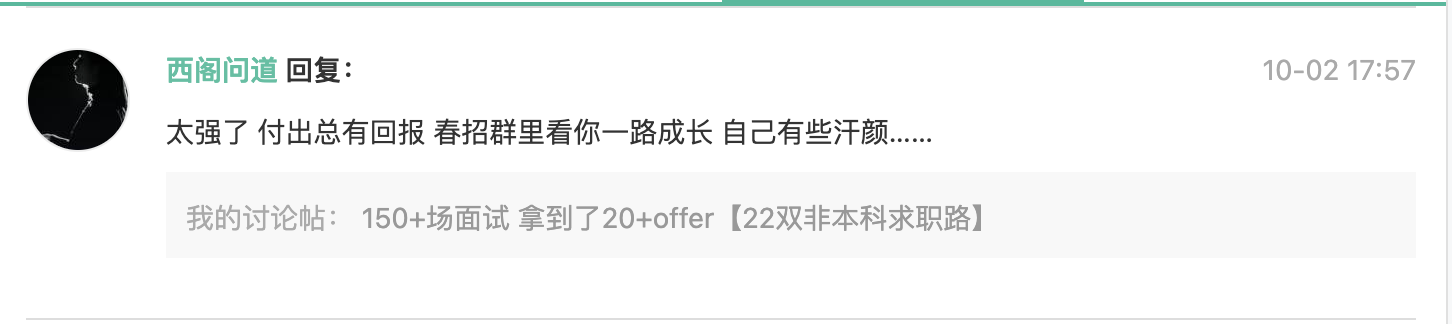 西阁问道 回复： 10-02 17:57
太强了 付出总有回报 春招群里看你一路成长 自己有些汗颜……
我的讨论帖： 150+场面试 拿到了20+offer【22双非本科求职路】